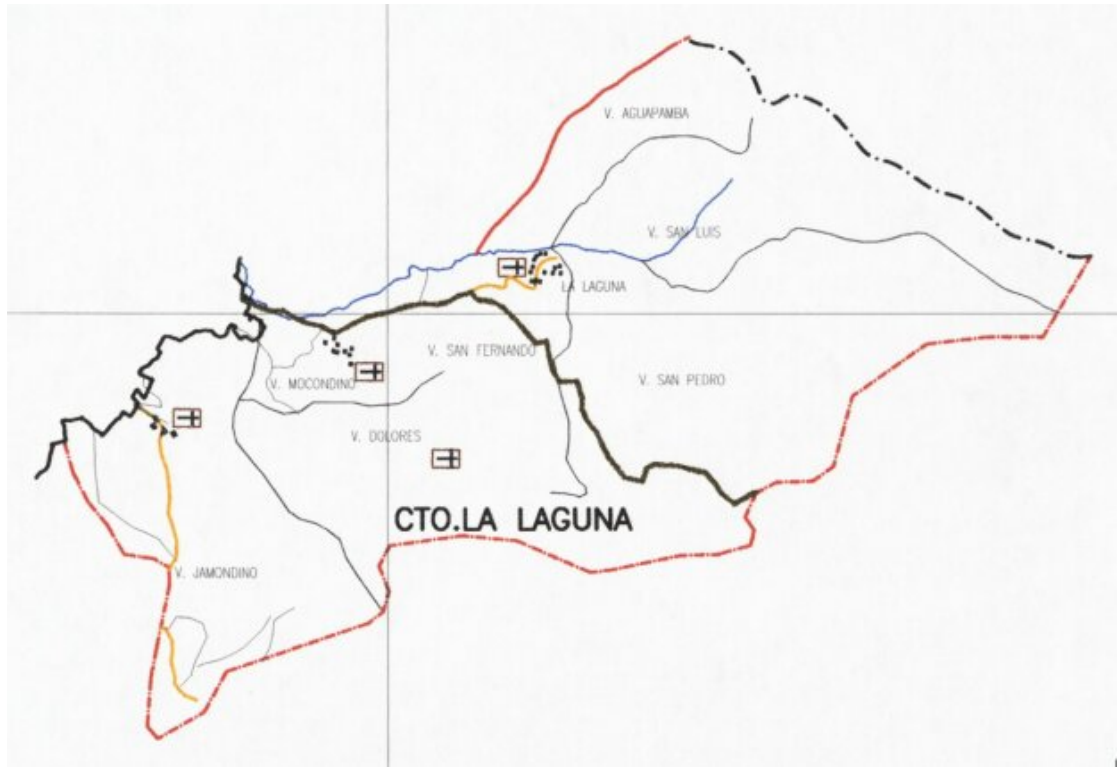 V. AGUAPAMBA
V. SAN LUIS
LA LAGUNA
V. SAN FERNANDO
V. MOCONDINO
V. SAN PEDRO
V. DOLORES
CTO.LA LAGUNA
V. JAMONDINO